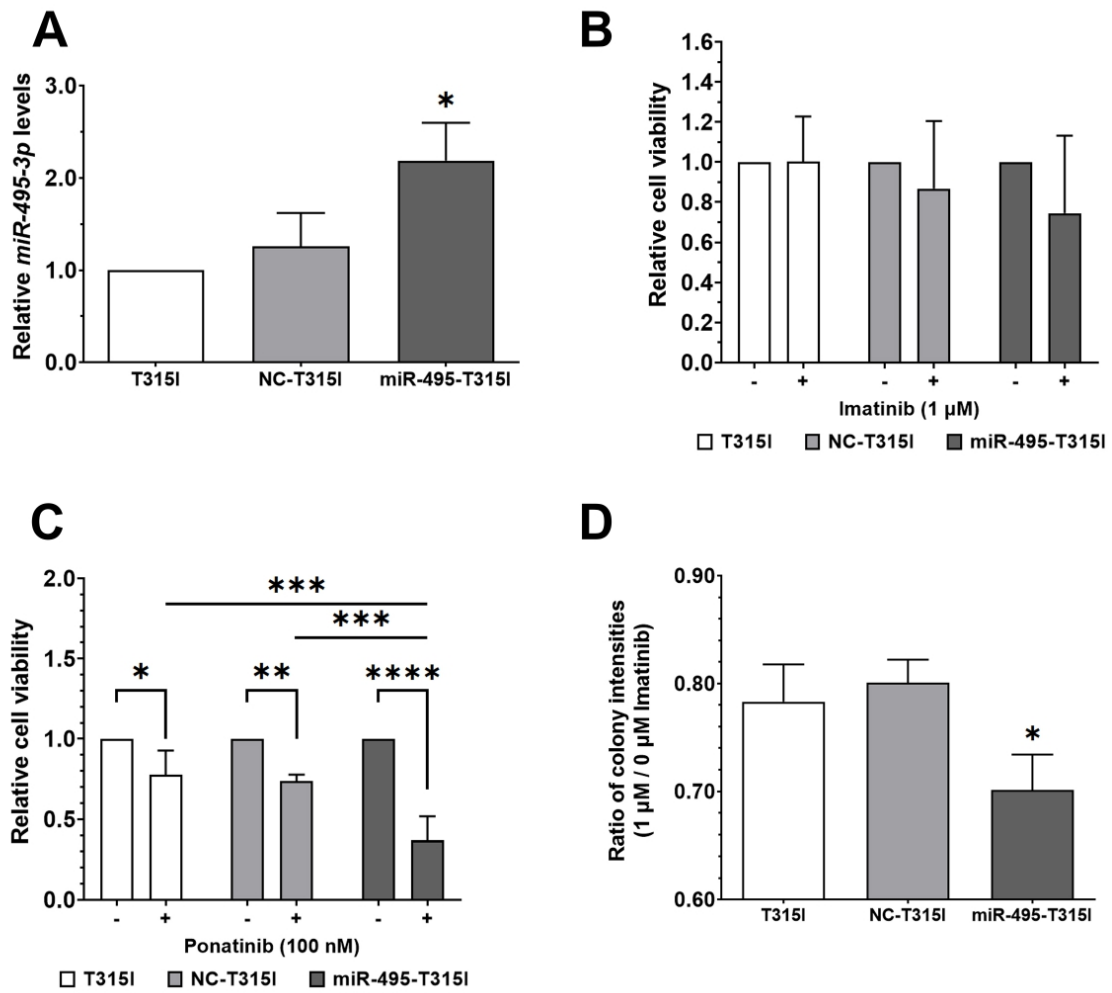 A
Relative miR-495-3p levels
3.0
2.0
1.0
0.0
*
T315I NC-T315I miR-495-T315I
B
Relative cell viability
1.6
1.4
1.2
1.0
0.8
0.6
0.4
0.2
0.0
- + - + - +
Imatinib (1 µM)
T315I NC-T315I miR-495-T315I
C
Relative cell viability
2.0
1.5
1.0
0.5
0.0
***
***
* ** ****
- + - + - +
Ponatinib (100 nM)
T315I NC-T315I miR-495-T315I
D
Ratio of colony intensities
(1 µM / 0 µM Imatinib)
0.90
0.80
0.70
0.60
*
T315I NC-T315I miR-495-T315I